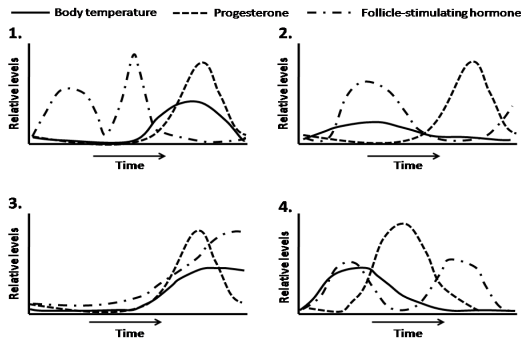 Body temperature Progesterone Follicle-stimulating hormone
1. 2.
Relative levels Relative levels
Time Time
3. 4.
Relative levels Relative levels
Time Time